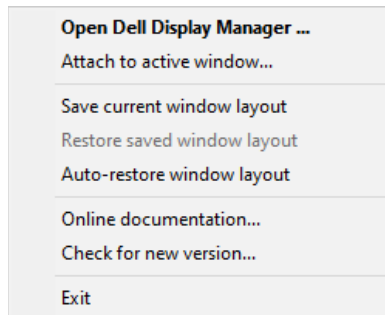 Open Dell Display Manager ...
Attach to active window...
Save current window layout
Restore saved window layout
Auto-restore window layout
Online documentation...
Check for new version...
Exit